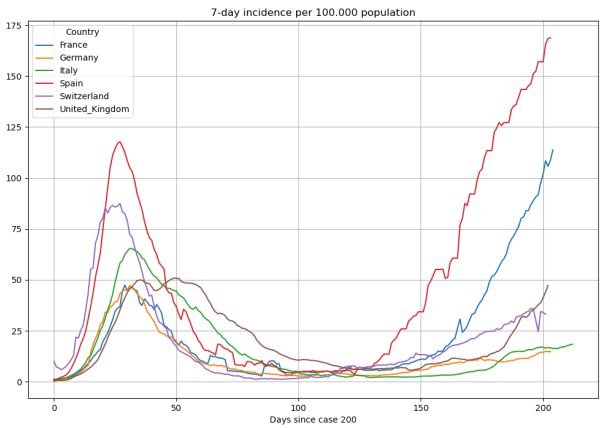 7-day incidence per 100.000 population
175
150
125
100
75
50
25
0
Country
France
Germany
Italy
Spain
Switzerland
United_Kingdom
0
50
100
150
200
Days since case 200